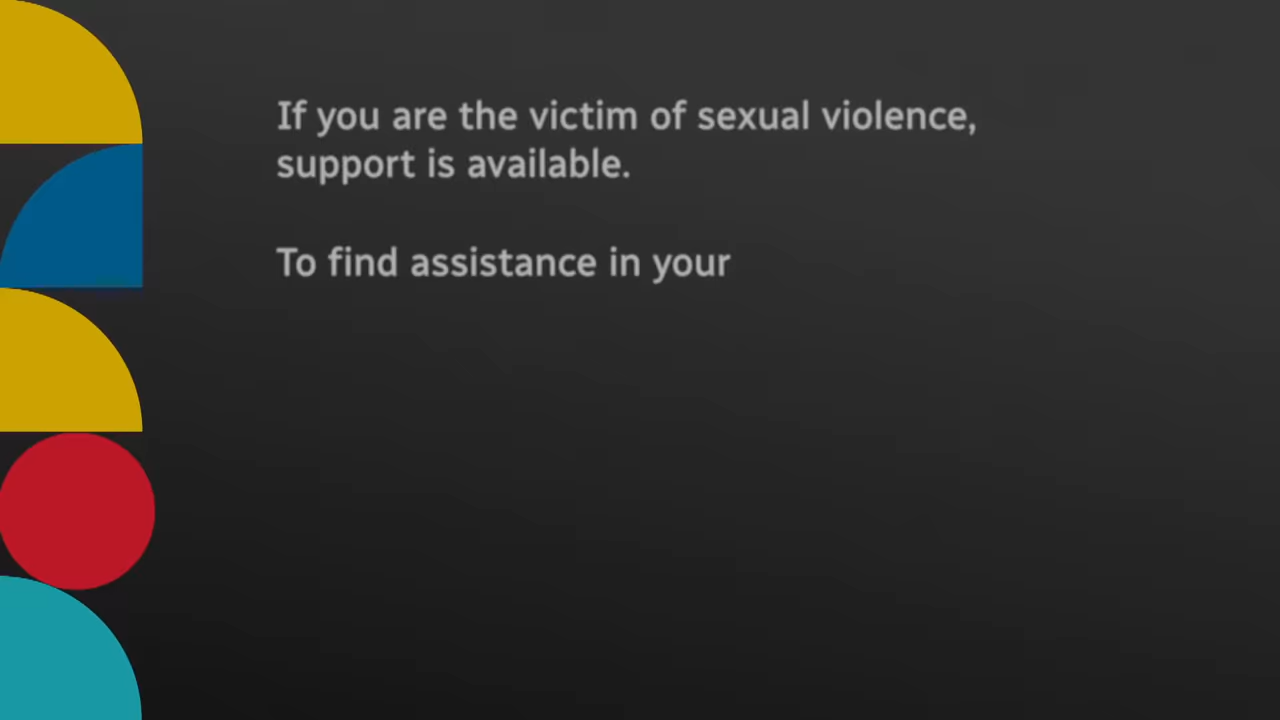 If you are the victim of sexual violence,
support is available.
To find assistance in your